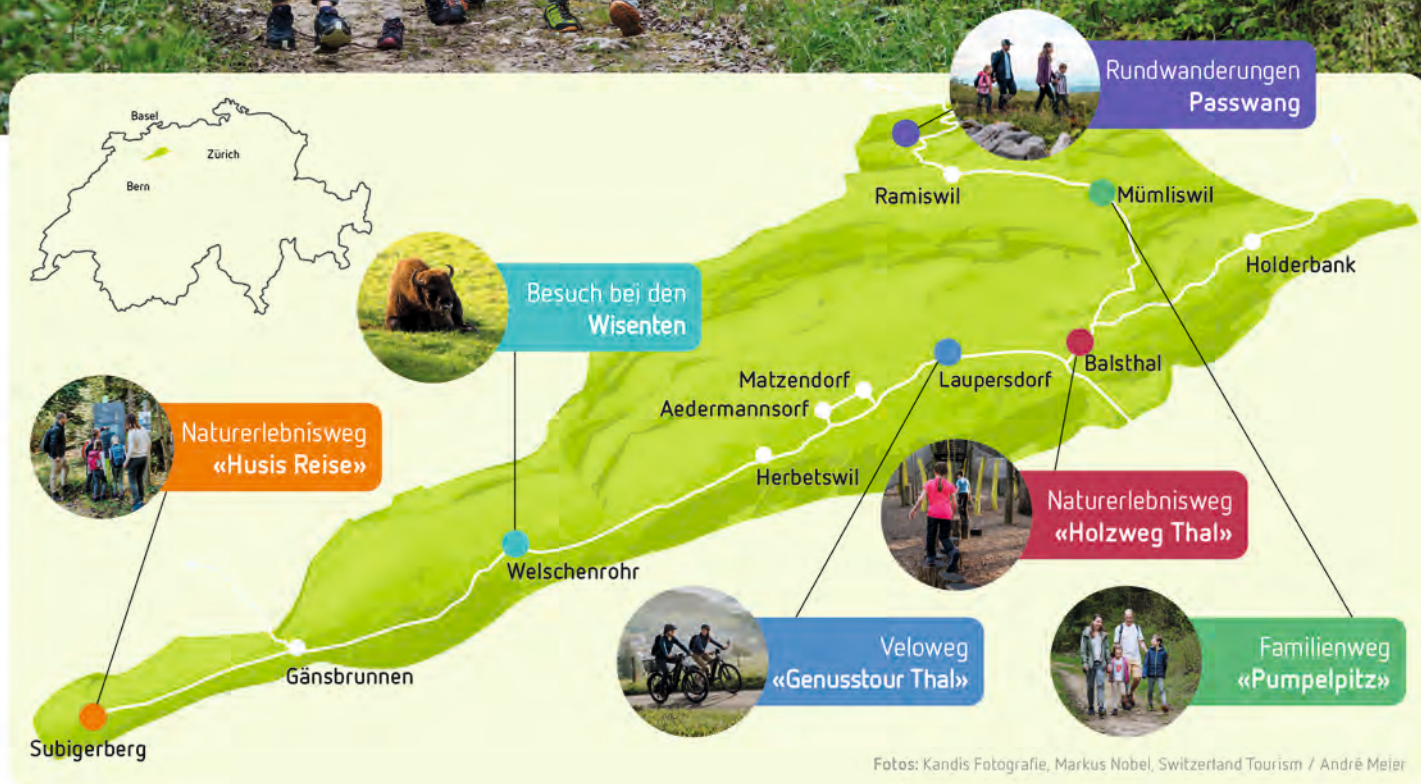 Rundwanderungen
Passwang
Basel
Zürich
Bern
Ramiswil
Mümliswil
Holderbank
Besuch bei den
Wisenten
Balsthal
Laupersdorf
Matzendorf
Aedermannsorf
Herbetswil
Naturerlebnisweg
«Husis Reise»
Naturerlebnisweg
«Holzweg Thal»
Welschenrohr
Gänsbrunnen
Subigerberg
Veloweg
«Genusstour Thal»
Familienweg
«Pumpelpitz»
Fotos: Kandis Fotografie, Markus Nobel, Switzerland Tourism / André Meier